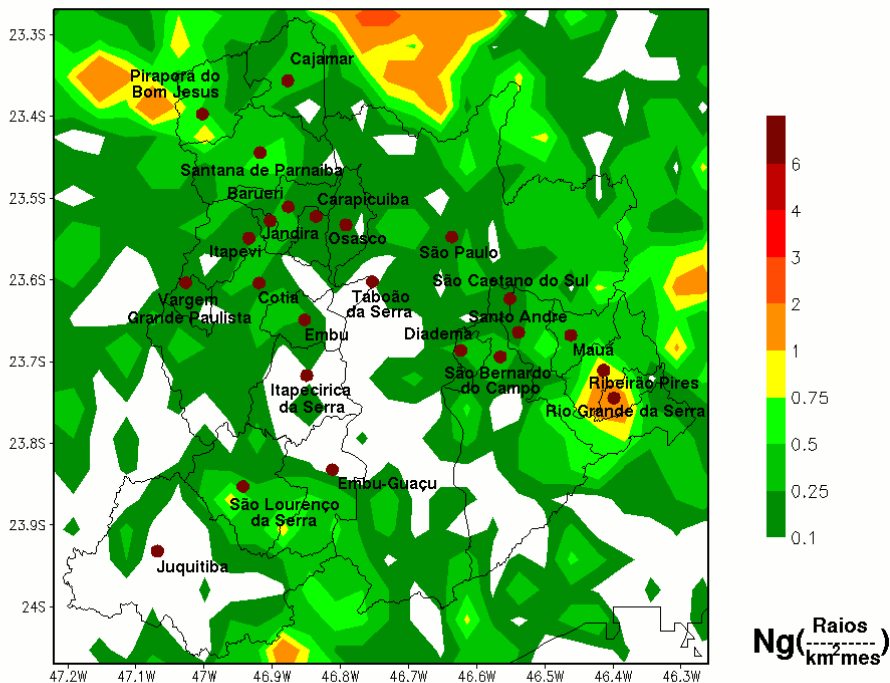 23.3S
Cajamar
Pirapora do
Bom Jesus
23.4S
Santana de Parnaiba
23.5S
Barueri
Carapicuiba
Jandira
Osasco
Itapevi
São Paulo
23.6S
São Caetano do Sul
Vargem
Grande Paulista
Cotia
Taboão
da Serra
Santo Andre
Embu
Diadema
Mauá
23.7S
São Bernardo
do Campo
Ribeirão Pires
Itapecirica
da Serra
Rio Grande da Serra
23.8S
Embu-Guaçu
São Lourenço
da Serra
23.9S
Juquitiba
24S
47.2W 47.1W 47W 46.9W 46.8W 46.7W 46.6W 46.5W 46.4W 46.3W
6
4
3
2
1
0.75
0.5
0.25
0.1
Ng(Raios
km²mes)